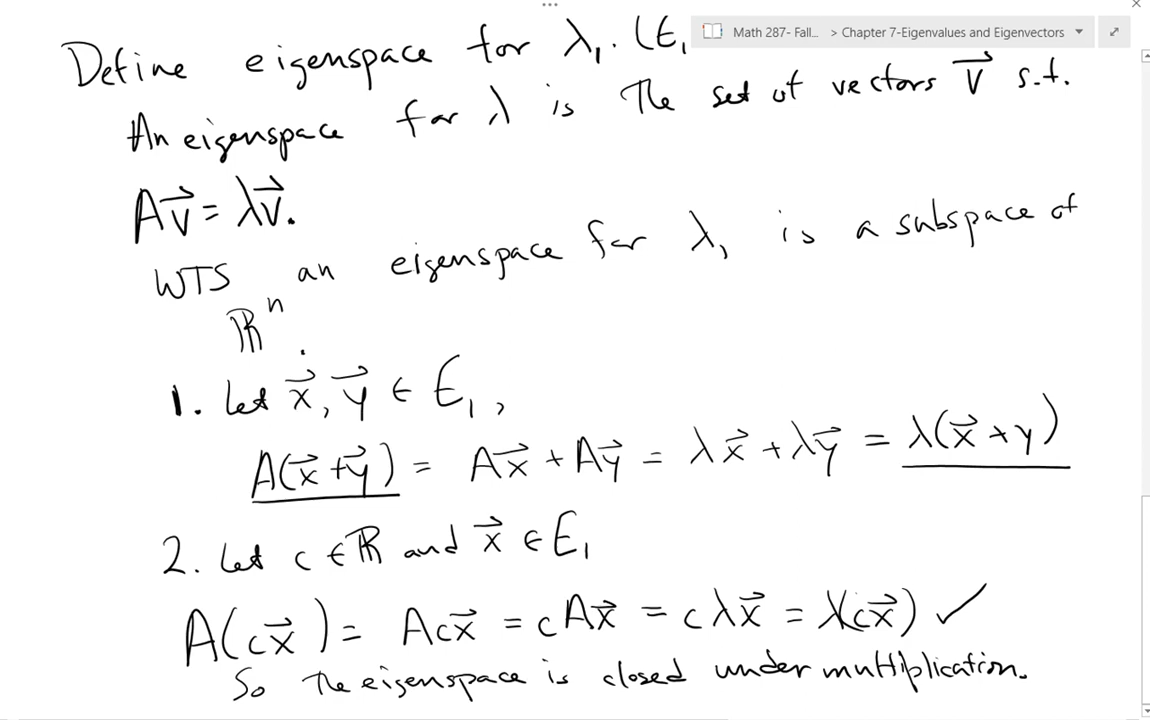 Define eigenspace for λ₁. (E₁
Math 287- Fall... > Chapter 7-Eigenvalues and Eigenvectors
An eigenspace for λ is the set of vectors v⃗ s.t.
Av⃗ = λv⃗.
WTS an eigenspace for λ₁ is a subspace of
ℝⁿ.
1. Let x⃗, y⃗ ∈ E₁,
A(x⃗+y⃗) = Ax⃗ + Ay⃗ = λx⃗ + λy⃗ = λ(x⃗ + y)
2. Let c ∈ ℝ and x⃗ ∈ E₁
A(cx⃗) = Acx⃗ = cAx⃗ = cλx⃗ = λ(cx⃗) ✓
So the eigenspace is closed under multiplication.